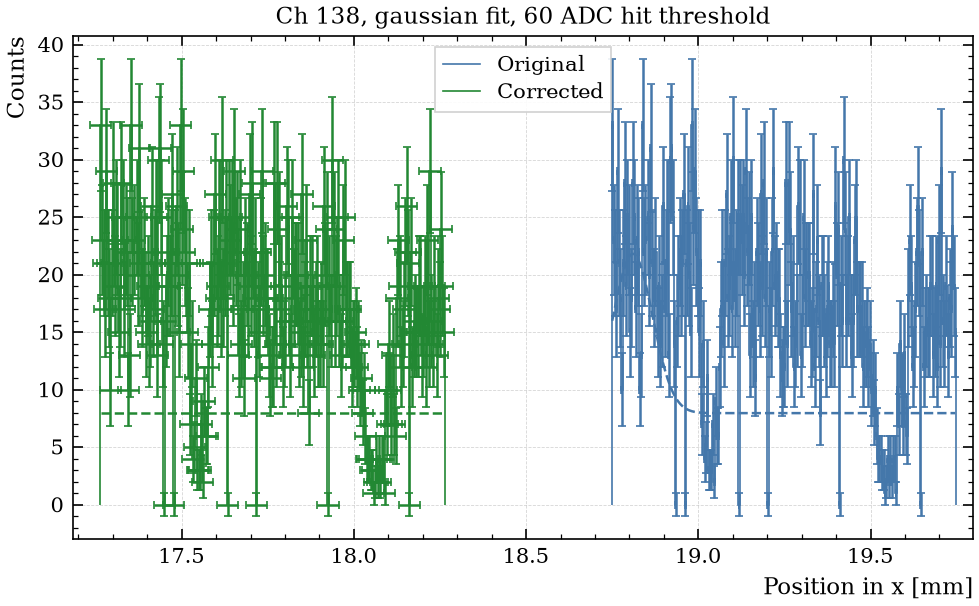 Ch 138, gaussian fit, 60 ADC hit threshold
Counts
40
35
30
25
20
15
10
5
0
Original
Corrected
17.5 18.0 18.5 19.0 19.5
Position in x [mm]